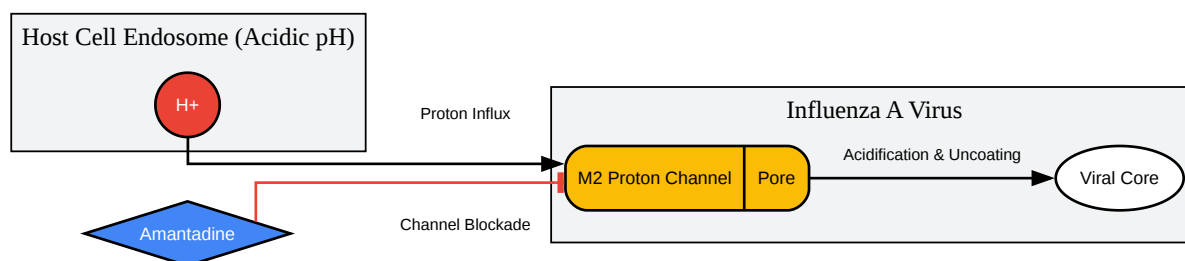 Host Cell Endosome (Acidic pH)
H+
Proton Influx
Influenza A Virus
Acidification & Uncoating
M2 Proton Channel
Pore
Viral Core
Channel Blockade
Amantadine